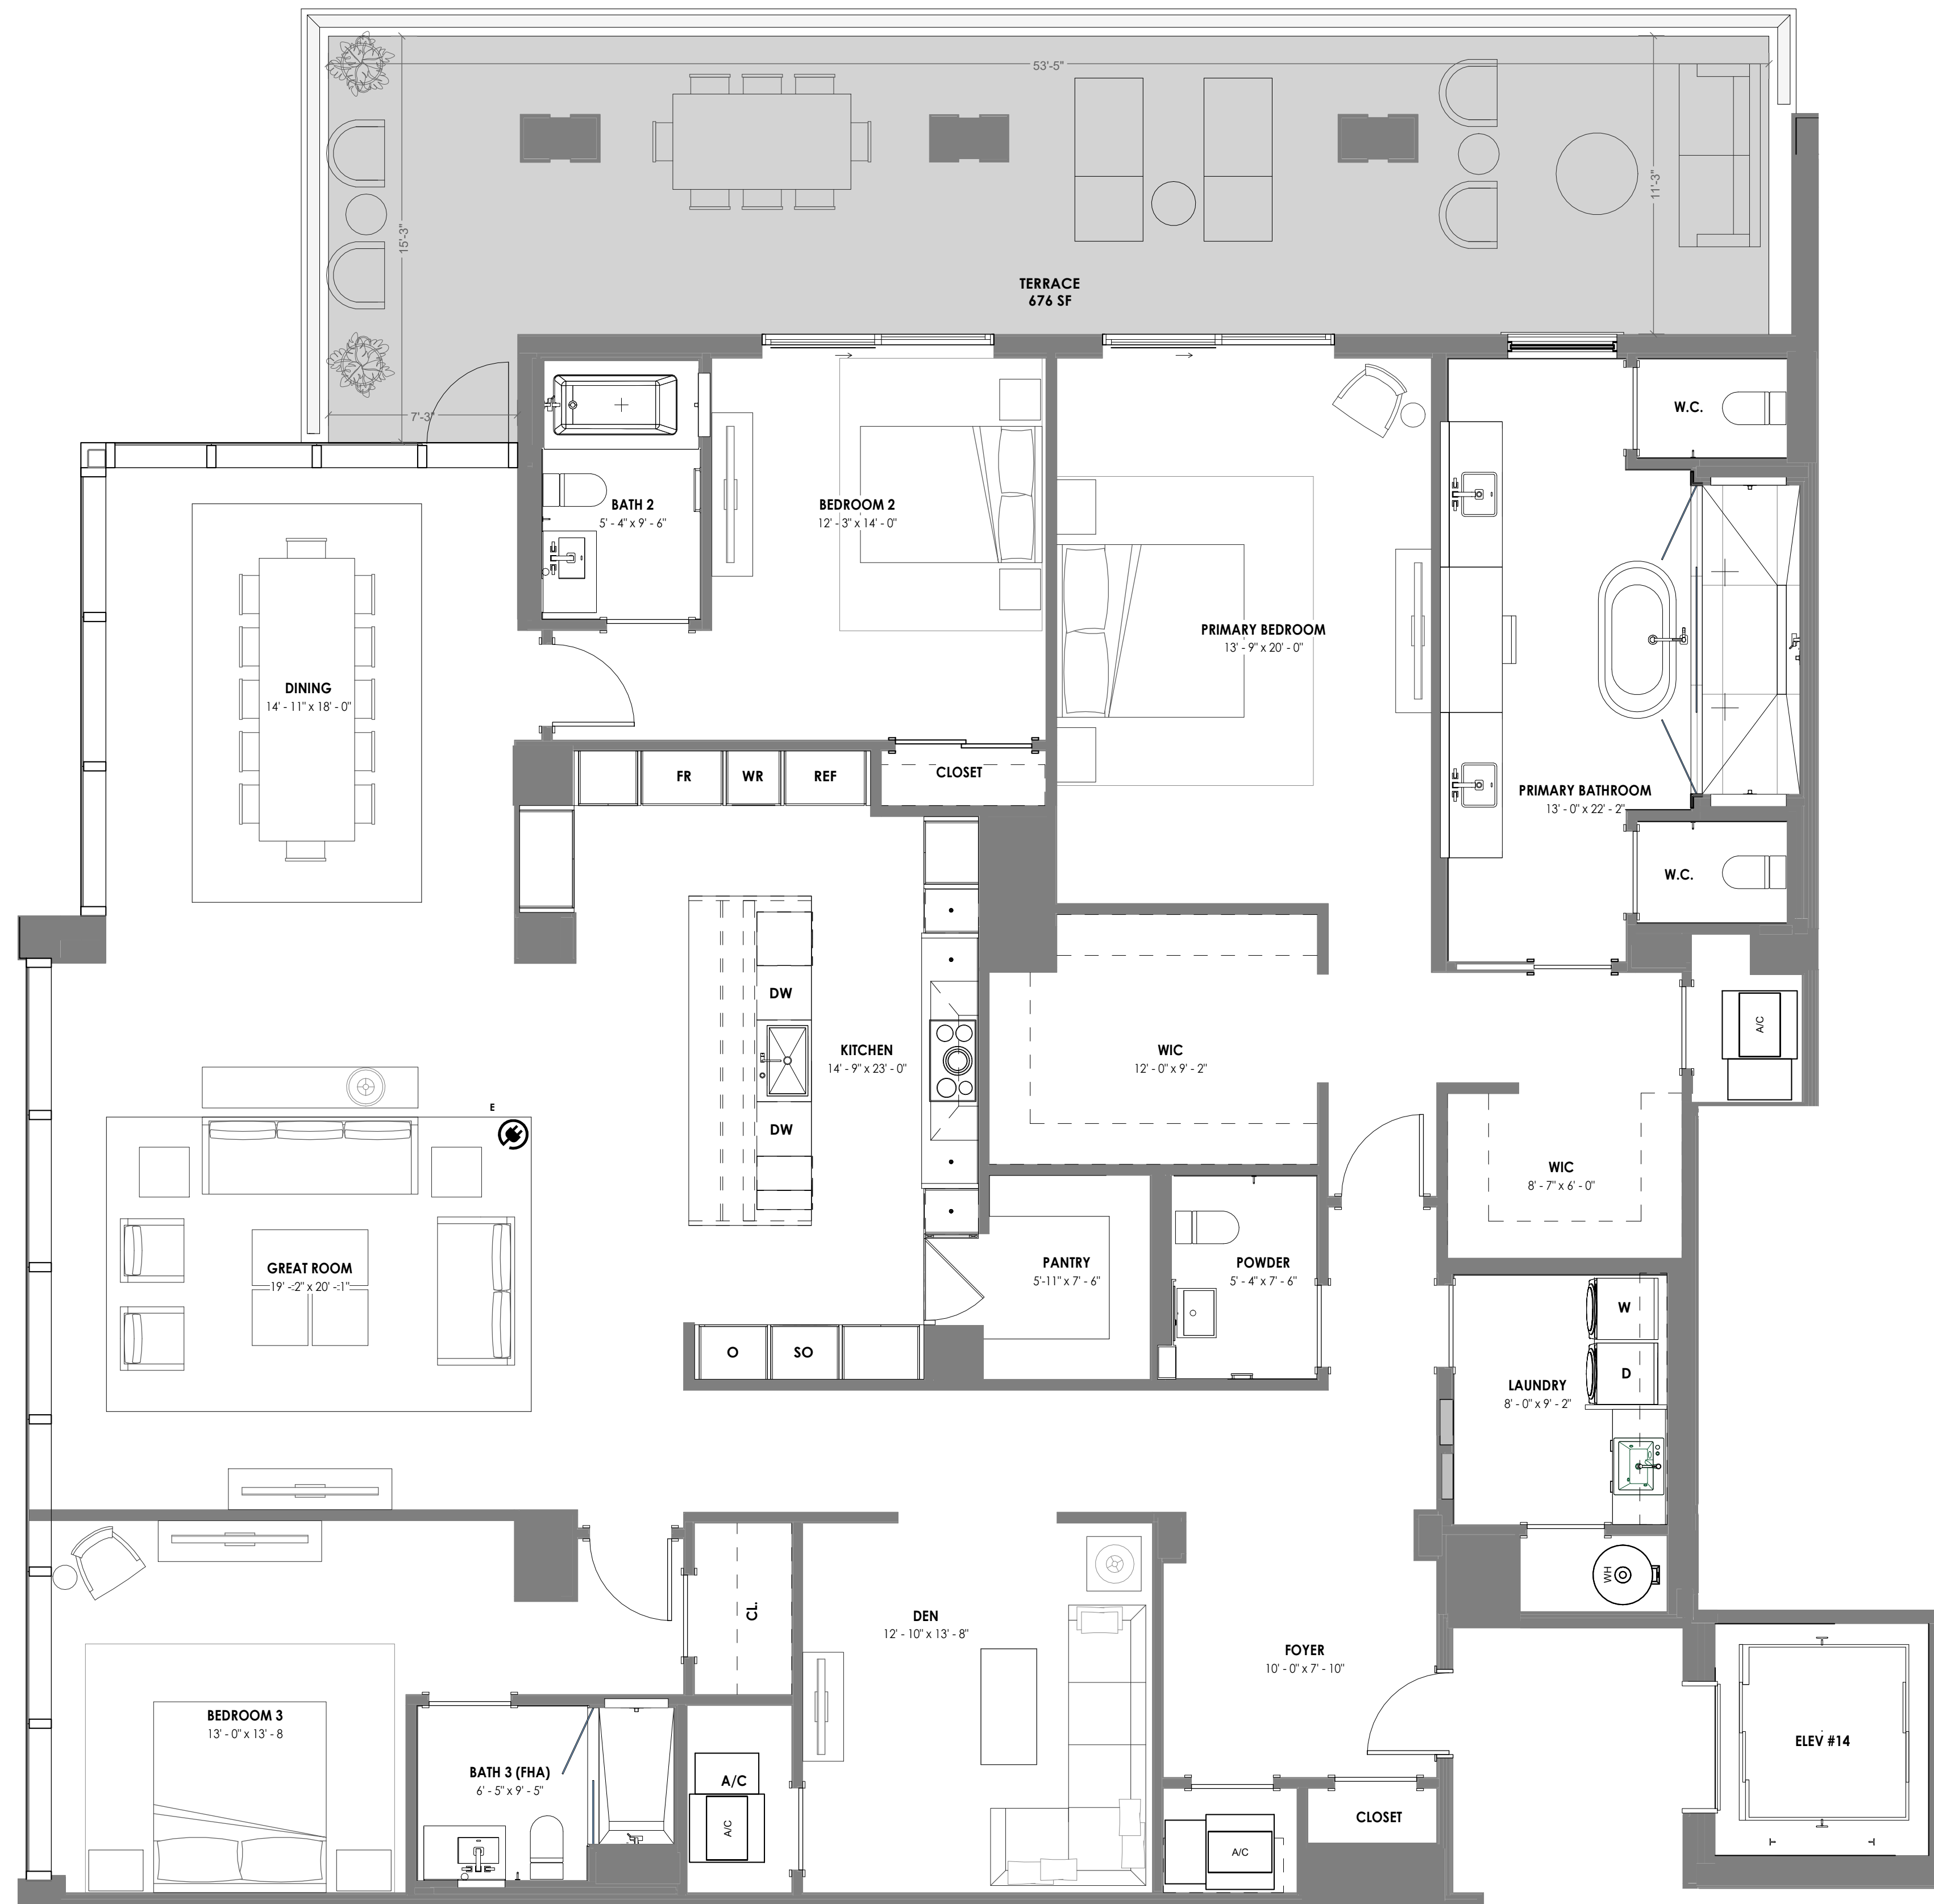 53'-5"
15'-3"
11'-3"
TERRACE
676 SF
7'-3"
W.C.
BATH 2
5' - 4" x 9' - 6"
BEDROOM 2
12' - 3" x 14' - 0"
PRIMARY BEDROOM
13' - 9" x 20' - 0"
DINING
14' - 11" x 18' - 0"
FR
WR
REF
CLOSET
PRIMARY BATHROOM
13' - 0" x 22' - 2"
W.C.
DW
A/C
KITCHEN
14' - 9" x 23' - 0"
WIC
12' - 0" x 9' - 2"
E
DW
WIC
8' - 7" x 6' - 0"
GREAT ROOM
19' - 2" x 20' - 1"
PANTRY
5'-11" x 7' - 6"
POWDER
5' - 4" x 7' - 6"
W
O
SO
D
LAUNDRY
8' - 0" x 9' - 2"
WH
CL.
DEN
12' - 10" x 13' - 8"
FOYER
10' - 0" x 7' - 10"
BEDROOM 3
13' - 0" x 13' - 8
ELEV #14
BATH 3 (FHA)
6' - 5" x 9' - 5"
A/C
A/C
CLOSET
A/C